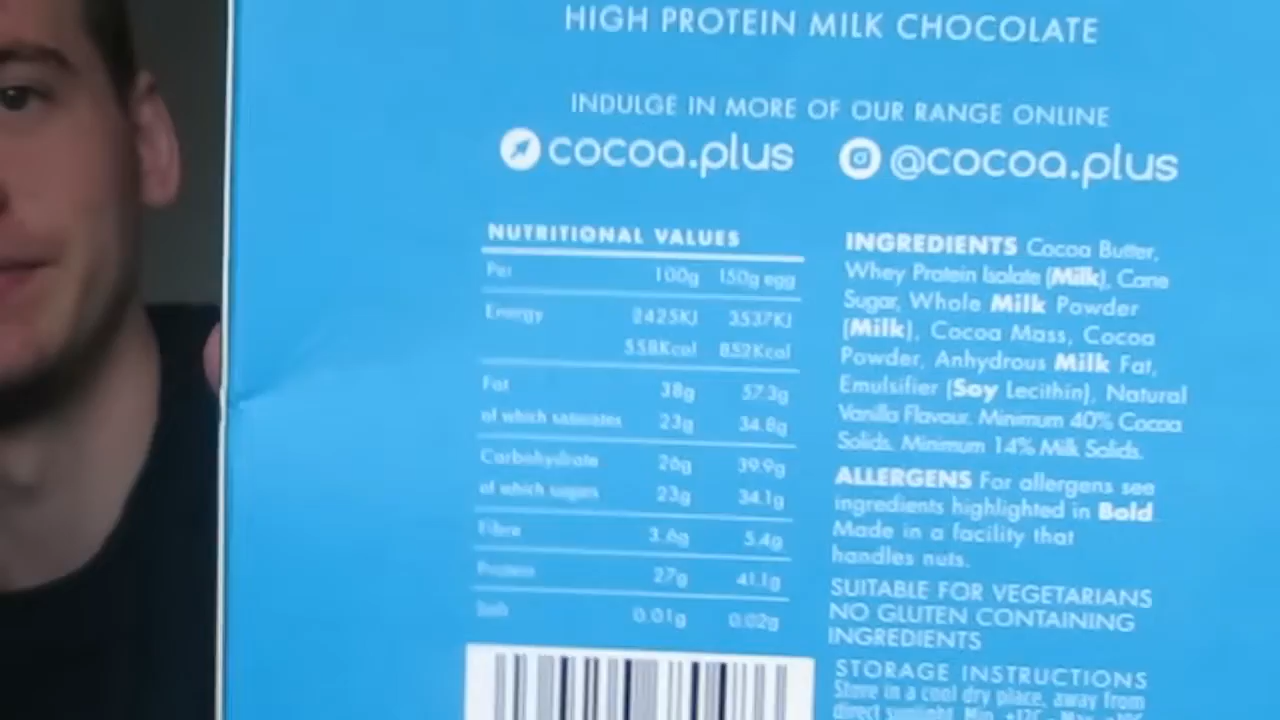 HIGH PROTEIN MILK CHOCOLATE
INDULGE IN MORE OF OUR RANGE ONLINE
cocoa.plus @cocoa.plus
NUTRITIONAL VALUES
Per 100g 150g egg
Energy 2425KJ 3537KJ
558Kcal 852Kcal
Fat 38g 57.3g
of which saturates 23g 34.8g
Carbohydrate 26g 39.9g
of which sugars 23g 34.1g
Fibre 3.6g 5.4g
Protein 27g 41.1g
Salt 0.01g 0.02g
INGREDIENTS Cocoa Butter,
Whey Protein Isolate (Milk), Cane
Sugar, Whole Milk Powder
(Milk), Cocoa Mass, Cocoa
Powder, Anhydrous Milk Fat,
Emulsifier (Soy Lecithin), Natural
Vanilla Flavour. Minimum 40% Cocoa
Solids. Minimum 14% Milk Solids.
ALLERGENS For allergens see
ingredients highlighted in Bold
Made in a facility that
handles nuts.
SUITABLE FOR VEGETARIANS
NO GLUTEN CONTAINING
INGREDIENTS
STORAGE INSTRUCTIONS
Store in a cool dry place, away from
direct sunlight. Min. +12C - Max